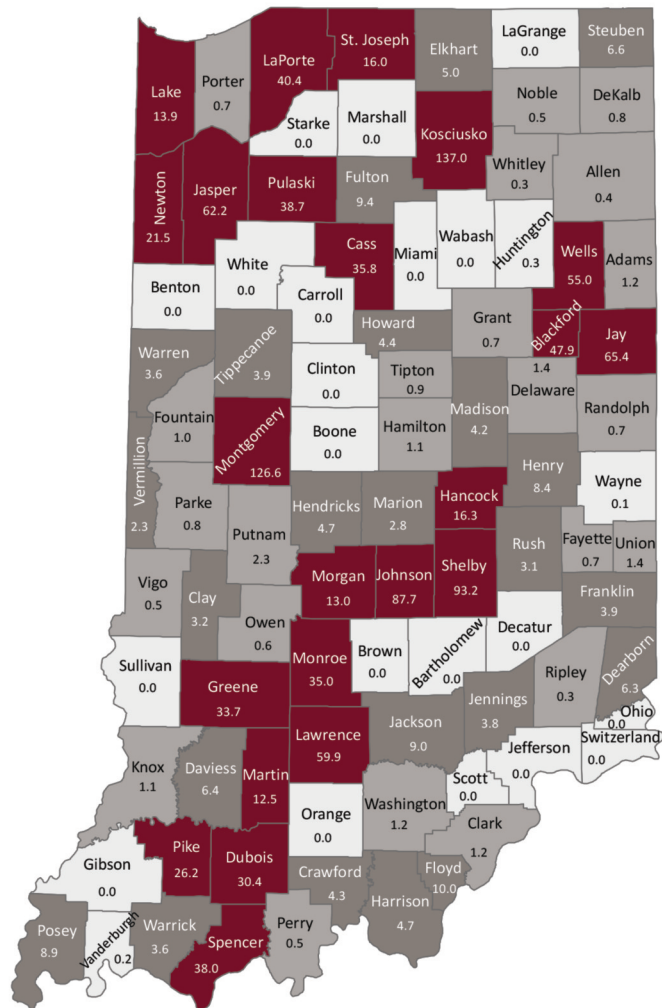 LaGrange
0.0
Steuben
6.6
St. Joseph
16.0
Elkhart
5.0
LaPorte
40.4
Porter
0.7
Lake
13.9
Noble
0.5
DeKalb
0.8
Marshall
0.0
Starke
0.0
Kosciusko
137.0
Whitley
0.3
Allen
0.4
Newton
21.5
Jasper
62.2
Pulaski
38.7
Fulton
9.4
Cass
35.8
Miami
0.0
Wabash
0.0
Huntington
0.3
Wells
55.0
Adams
1.2
White
0.0
Benton
0.0
Carroll
0.0
Howard
4.4
Grant
0.7
Blackford
47.9
Jay
65.4
Warren
3.6
Tippecanoe
3.9
Clinton
0.0
Tipton
0.9
Madison
4.2
1.4
Delaware
Randolph
0.7
Fountain
1.0
Montgomery
126.6
Boone
0.0
Hamilton
1.1
Vermillion
2.3
Henry
8.4
Wayne
0.1
Parke
0.8
Putnam
2.3
Hendricks
4.7
Marion
2.8
Hancock
16.3
Rush
3.1
Fayette
0.7
Union
1.4
Vigo
0.5
Clay
3.2
Morgan
13.0
Johnson
87.7
Shelby
93.2
Franklin
3.9
Owen
0.6
Sullivan
0.0
Greene
33.7
Monroe
35.0
Brown
0.0
Bartholomew
0.0
Decatur
0.0
Ripley
0.3
Dearborn
6.3
Ohio
0.0
Jennings
3.8
Jackson
9.0
Lawrence
59.9
Jefferson
0.0
Switzerland
0.0
Knox
1.1
Daviess
6.4
Martin
12.5
Scott
0.0
Orange
0.0
Washington
1.2
Clark
1.2
Pike
26.2
Dubois
30.4
Gibson
0.0
Crawford
4.3
Floyd
10.0
Harrison
4.7
Posey
8.9
Vanderburgh
0.2
Warrick
3.6
Spencer
38.0
Perry
0.5